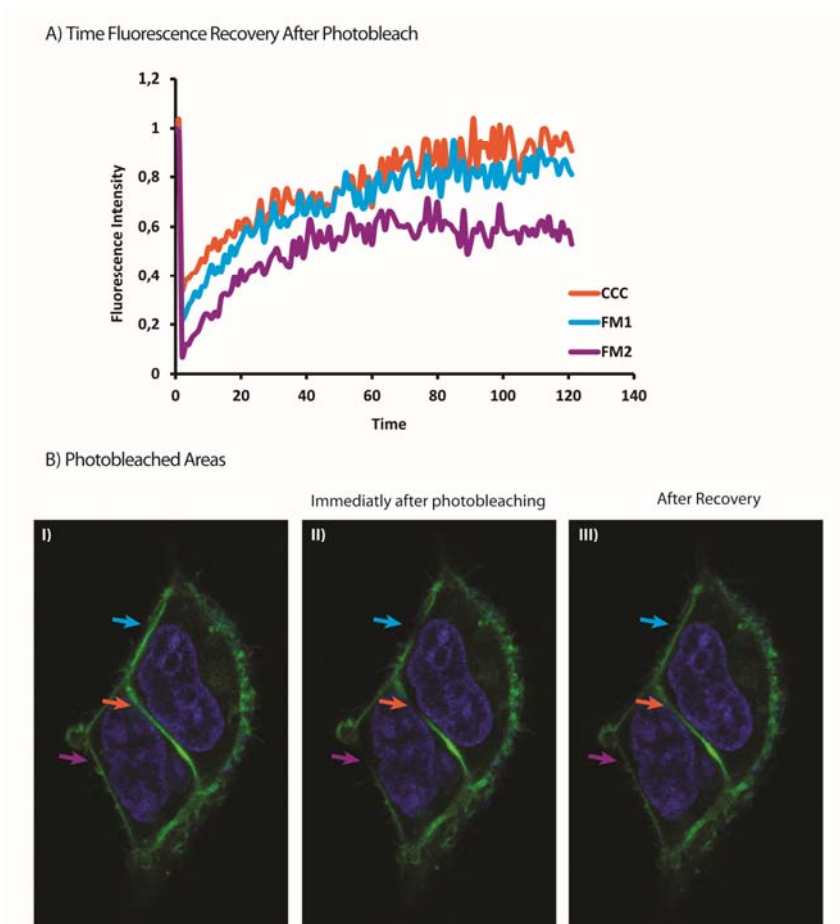 A) Time Fluorescence Recovery After Photobleach
1,2
1
0,8
0,6
0,4
0,2
0
Fluorescence Intensity
0 20 40 60 80 100 120 140
Time
CCC
FM1
FM2
B) Photobleached Areas
Immediatly after photobleaching
After Recovery
I)
II)
III)